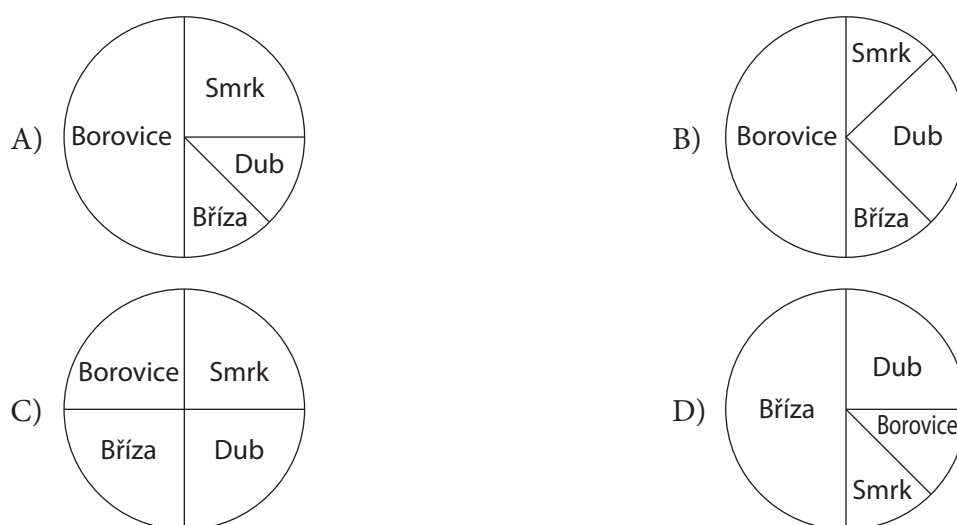 A)
Borovice
Smrk
Dub
Bříza
B)
Borovice
Smrk
Dub
Bříza
C)
Borovice
Smrk
Bříza
Dub
D)
Bříza
Dub
Borovice
Smrk